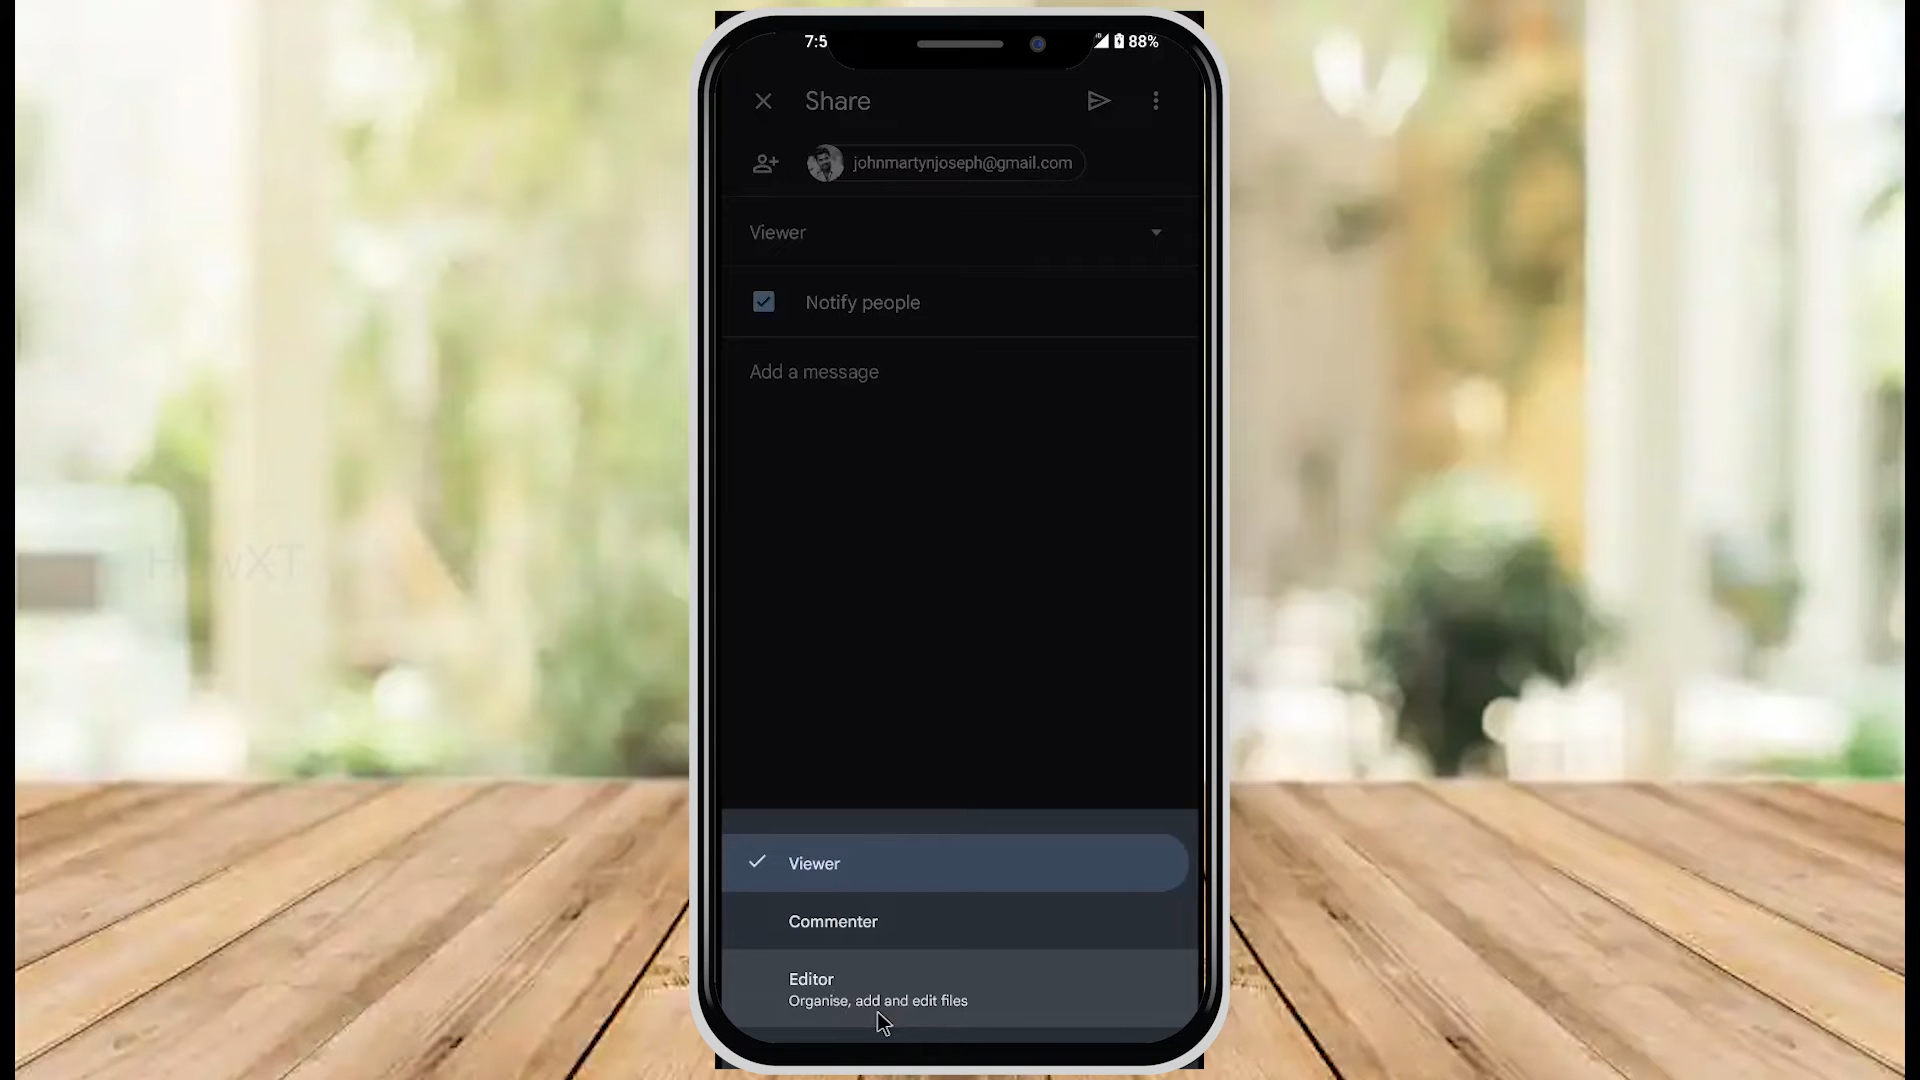 7:5
88%
Share
johnmartynjoseph@gmail.com
Viewer
Notify people
Add a message
HowXT
Viewer
Commenter
Editor
Organise, add and edit files